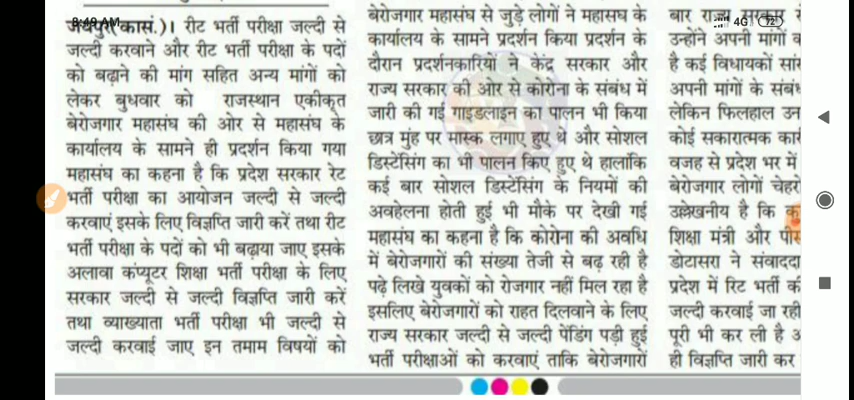 8:49 AM
4G
72
जयपुर(कासं.)। रीट भर्ती परीक्षा जल्दी से
जल्दी करवाने और रीट भर्ती परीक्षा के पदों
को बढ़ाने की मांग सहित अन्य मांगों को
लेकर बुधवार को राजस्थान एकीकृत
बेरोजगार महासंघ की ओर से महासंघ के
कार्यालय के सामने ही प्रदर्शन किया गया
महासंघ का कहना है कि प्रदेश सरकार रेट
भर्ती परीक्षा का आयोजन जल्दी से जल्दी
करवाएं इसके लिए विज्ञप्ति जारी करें तथा रीट
भर्ती परीक्षा के पदों को भी बढ़ाया जाए इसके
अलावा कंप्यूटर शिक्षा भर्ती परीक्षा के लिए
सरकार जल्दी से जल्दी विज्ञप्ति जारी करें
तथा व्याख्याता भर्ती परीक्षा भी जल्दी से
जल्दी करवाई जाए इन तमाम विषयों को
बेरोजगार महासंघ से जुड़े लोगों ने महासंघ के
कार्यालय के सामने प्रदर्शन किया प्रदर्शन के
दौरान प्रदर्शनकारियों ने केंद्र सरकार और
राज्य सरकार की ओर से कोरोना के संबंध में
जारी की गई गाइडलाइन का पालन भी किया
छात्र मुंह पर मास्क लगाए हुए थे और सोशल
डिस्टेंसिंग का भी पालन किए हुए थे हालांकि
कई बार सोशल डिस्टेंसिंग के नियमों की
अवहेलना होती हुई भी मौके पर देखी गई
महासंघ का कहना है कि कोरोना की अवधि
में बेरोजगारों की संख्या तेजी से बढ़ रही है
पढ़े लिखे युवकों को रोजगार नहीं मिल रहा है
इसलिए बेरोजगारों को राहत दिलवाने के लिए
राज्य सरकार जल्दी से जल्दी पेंडिंग पड़ी हुई
भर्ती परीक्षाओं को करवाएं ताकि बेरोजगारों
बार राज्य सरकार
उन्होंने अपनी मांगों
है कई विधायकों
अपनी मांगों के
लेकिन फिलहाल
कोई सकारात्मक
वजह से प्रदेश भर में
बेरोजगार लोगों चेहरे
उल्लेखनीय है कि
शिक्षा मंत्री और
डोटासरा ने
प्रदेश में रिट भर्ती
जल्दी करवाई जा रही
पूरी भी कर ली है
ही विज्ञप्ति जारी कर